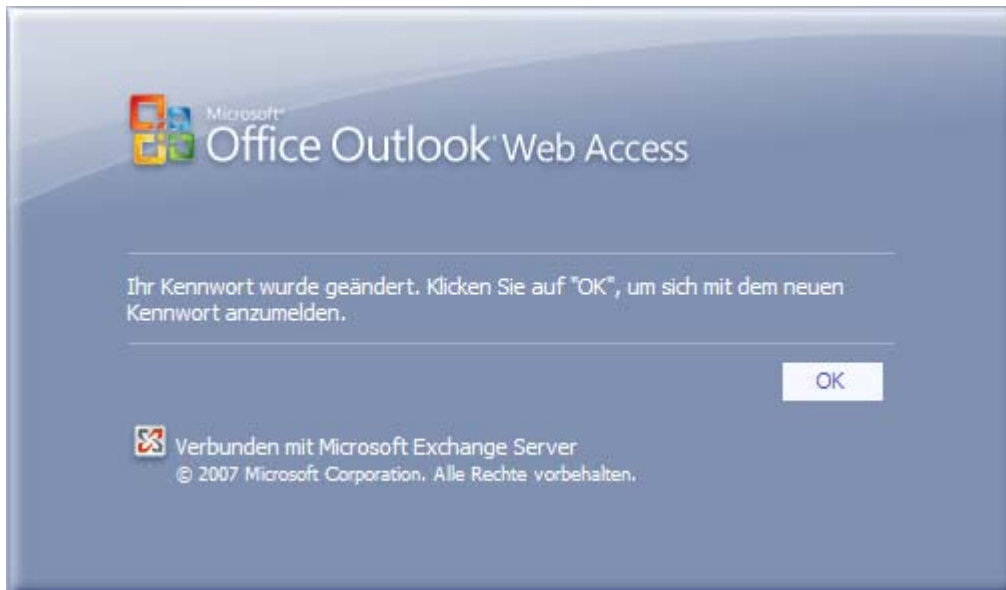 Microsoft®
Office Outlook® Web Access
Ihr Kennwort wurde geändert. Klicken Sie auf "OK", um sich mit dem neuen
Kennwort anzumelden.
OK
Verbunden mit Microsoft Exchange Server
© 2007 Microsoft Corporation. Alle Rechte vorbehalten.